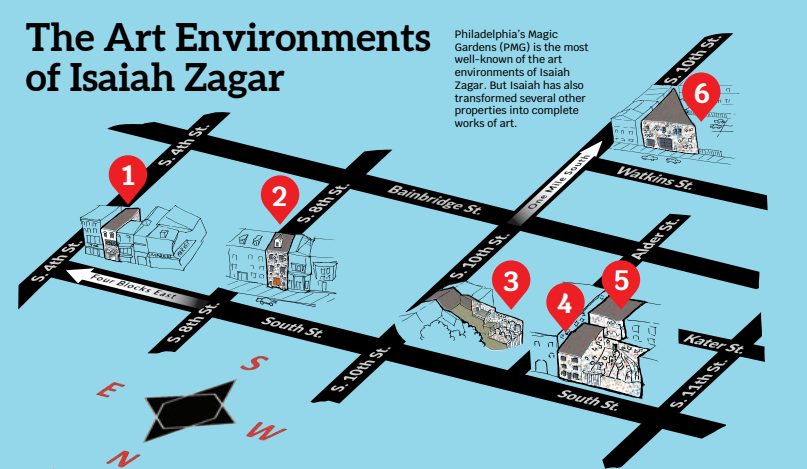 The Art Environments
of Isaiah Zagar
Philadelphia's Magic
Gardens (PMG) is the most
well-known of the art
environments of Isaiah
Zagar. But Isaiah has also
transformed several other
properties into complete
works of art.
S. 10th St.
6
S. 4th St.
1
2
S. 8th St.
Bainbridge St.
One Mile South
Watkins St.
S. 4th St.
Four Blocks East
S. 10th St.
Alder St.
3
4
5
S. 8th St.
South St.
Kater St.
S. 10th St.
South St.
S. 11th St.
E
S
N
W